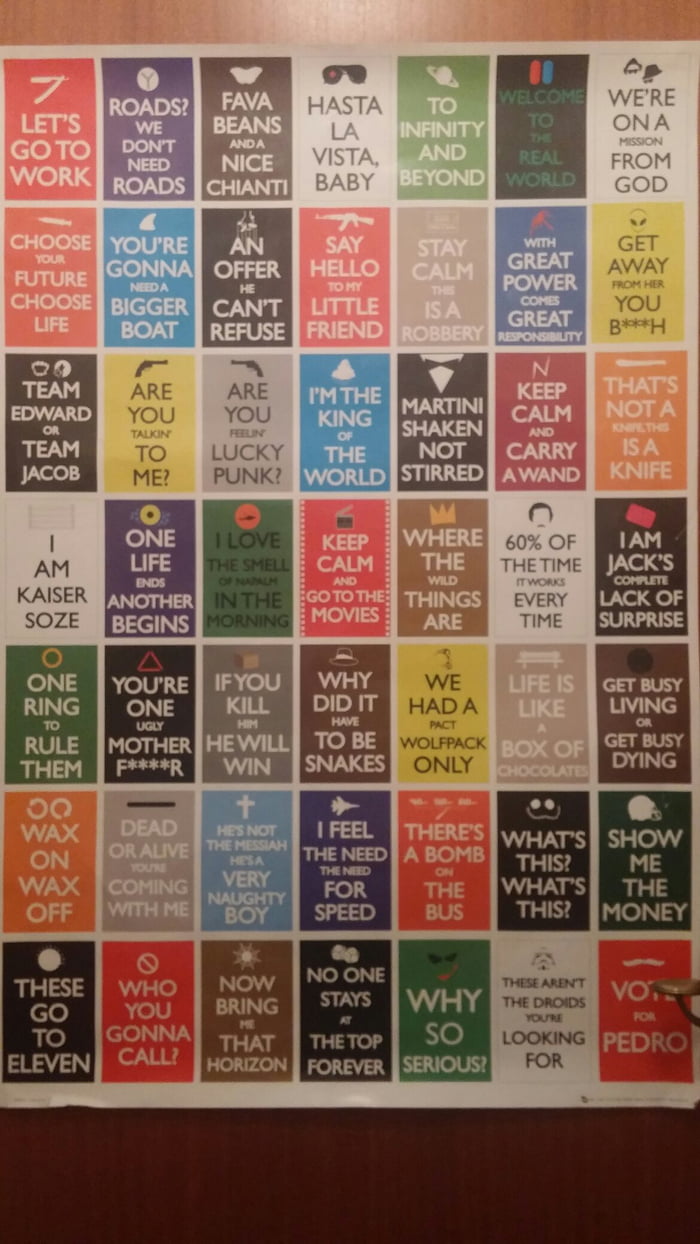 LET'S
GO TO
WORK
ROADS?
WE
DON'T
NEED
ROADS
FAVA
BEANS
AND A
NICE
CHIANTI
HASTA
LA
VISTA,
BABY
TO
INFINITY
AND
BEYOND
WELCOME
TO
THE
REAL
WORLD
WE'RE
ON A
MISSION
FROM
GOD
CHOOSE
YOUR
FUTURE
CHOOSE
LIFE
YOU'RE
GONNA
NEED A
BIGGER
BOAT
AN
OFFER
HE
CAN'T
REFUSE
SAY
HELLO
TO MY
LITTLE
FRIEND
STAY
CALM
THIS
IS A
ROBBERY
WITH
GREAT
POWER
COMES
GREAT
RESPONSIBILITY
GET
AWAY
FROM HER
YOU
B***H
TEAM
EDWARD
OR
TEAM
JACOB
ARE
YOU
TALKIN'
TO
ME?
ARE
YOU
FEELIN'
LUCKY
PUNK?
I'M THE
KING
OF
THE
WORLD
MARTINI
SHAKEN
NOT
STIRRED
KEEP
CALM
AND
CARRY
A WAND
THAT'S
NOT A
KNIFE,THIS
IS A
KNIFE
I
AM
KAISER
SOZE
ONE
LIFE
ENDS
ANOTHER
BEGINS
I LOVE
THE SMELL
OF NAPALM
IN THE
MORNING
KEEP
CALM
AND
GO TO THE
MOVIES
WHERE
THE
WILD
THINGS
ARE
60% OF
THE TIME
IT WORKS
EVERY
TIME
I AM
JACK'S
COMPLETE
LACK OF
SURPRISE
ONE
RING
TO
RULE
THEM
YOU'RE
ONE
UGLY
MOTHER
F****R
IF YOU
KILL
HIM
HE WILL
WIN
WHY
DID IT
HAVE
TO BE
SNAKES
WE
HAD A
PACT
WOLFPACK
ONLY
LIFE IS
LIKE
A
BOX OF
CHOCOLATES
GET BUSY
LIVING
OR
GET BUSY
DYING
WAX
ON
WAX
OFF
DEAD
OR ALIVE
YOU'RE
COMING
WITH ME
HE'S NOT
THE MESSIAH
HE'S A
VERY
NAUGHTY
BOY
I FEEL
THE NEED
THE NEED
FOR
SPEED
THERE'S
A BOMB
ON
THE
BUS
WHAT'S
THIS?
WHAT'S
THIS?
SHOW
ME
THE
MONEY
THESE
GO
TO
ELEVEN
WHO
YOU
GONNA
CALL?
NOW
BRING
ME
THAT
HORIZON
NO ONE
STAYS
AT
THE TOP
FOREVER
WHY
SO
SERIOUS?
THESE AREN'T
THE DROIDS
YOU'RE
LOOKING
FOR
VOTE
FOR
PEDRO